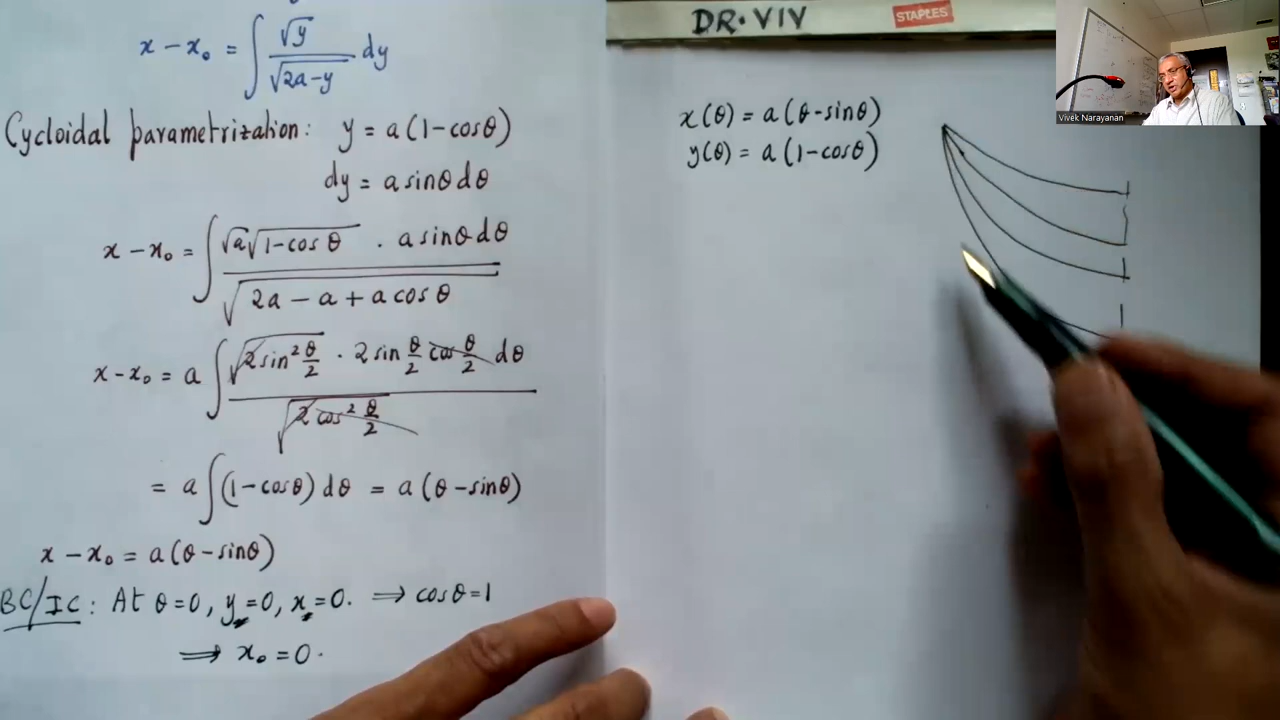 x - x₀ = ∫ √y / √(2a-y) dy
Cycloidal parametrization: y = a(1-cosθ)
dy = a sinθ dθ
x - x₀ = ∫ √a √(1-cos θ) . a sinθ dθ / √(2a - a + a cos θ)
x - x₀ = a ∫ √(2 sin² θ/2) . 2 sin θ/2 cos θ/2 dθ / √(2 cos² θ/2)
= a ∫ (1-cosθ) dθ = a(θ-sinθ)
x - x₀ = a(θ-sinθ)
BC/IC: At θ=0, y=0, x=0. ⟹ cosθ=1
⟹ x₀=0.
DR. VIV
STAPLES
x(θ) = a(θ-sinθ)
y(θ) = a(1-cosθ)
Vivek Narayanan